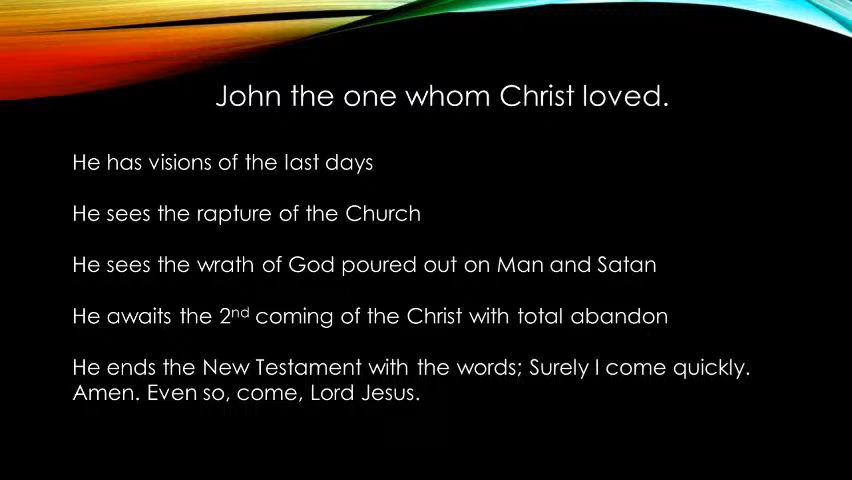 John the one whom Christ loved.
He has visions of the last days
He sees the rapture of the Church
He sees the wrath of God poured out on Man and Satan
He awaits the 2nd coming of the Christ with total abandon
He ends the New Testament with the words; Surely I come quickly.
Amen. Even so, come, Lord Jesus.